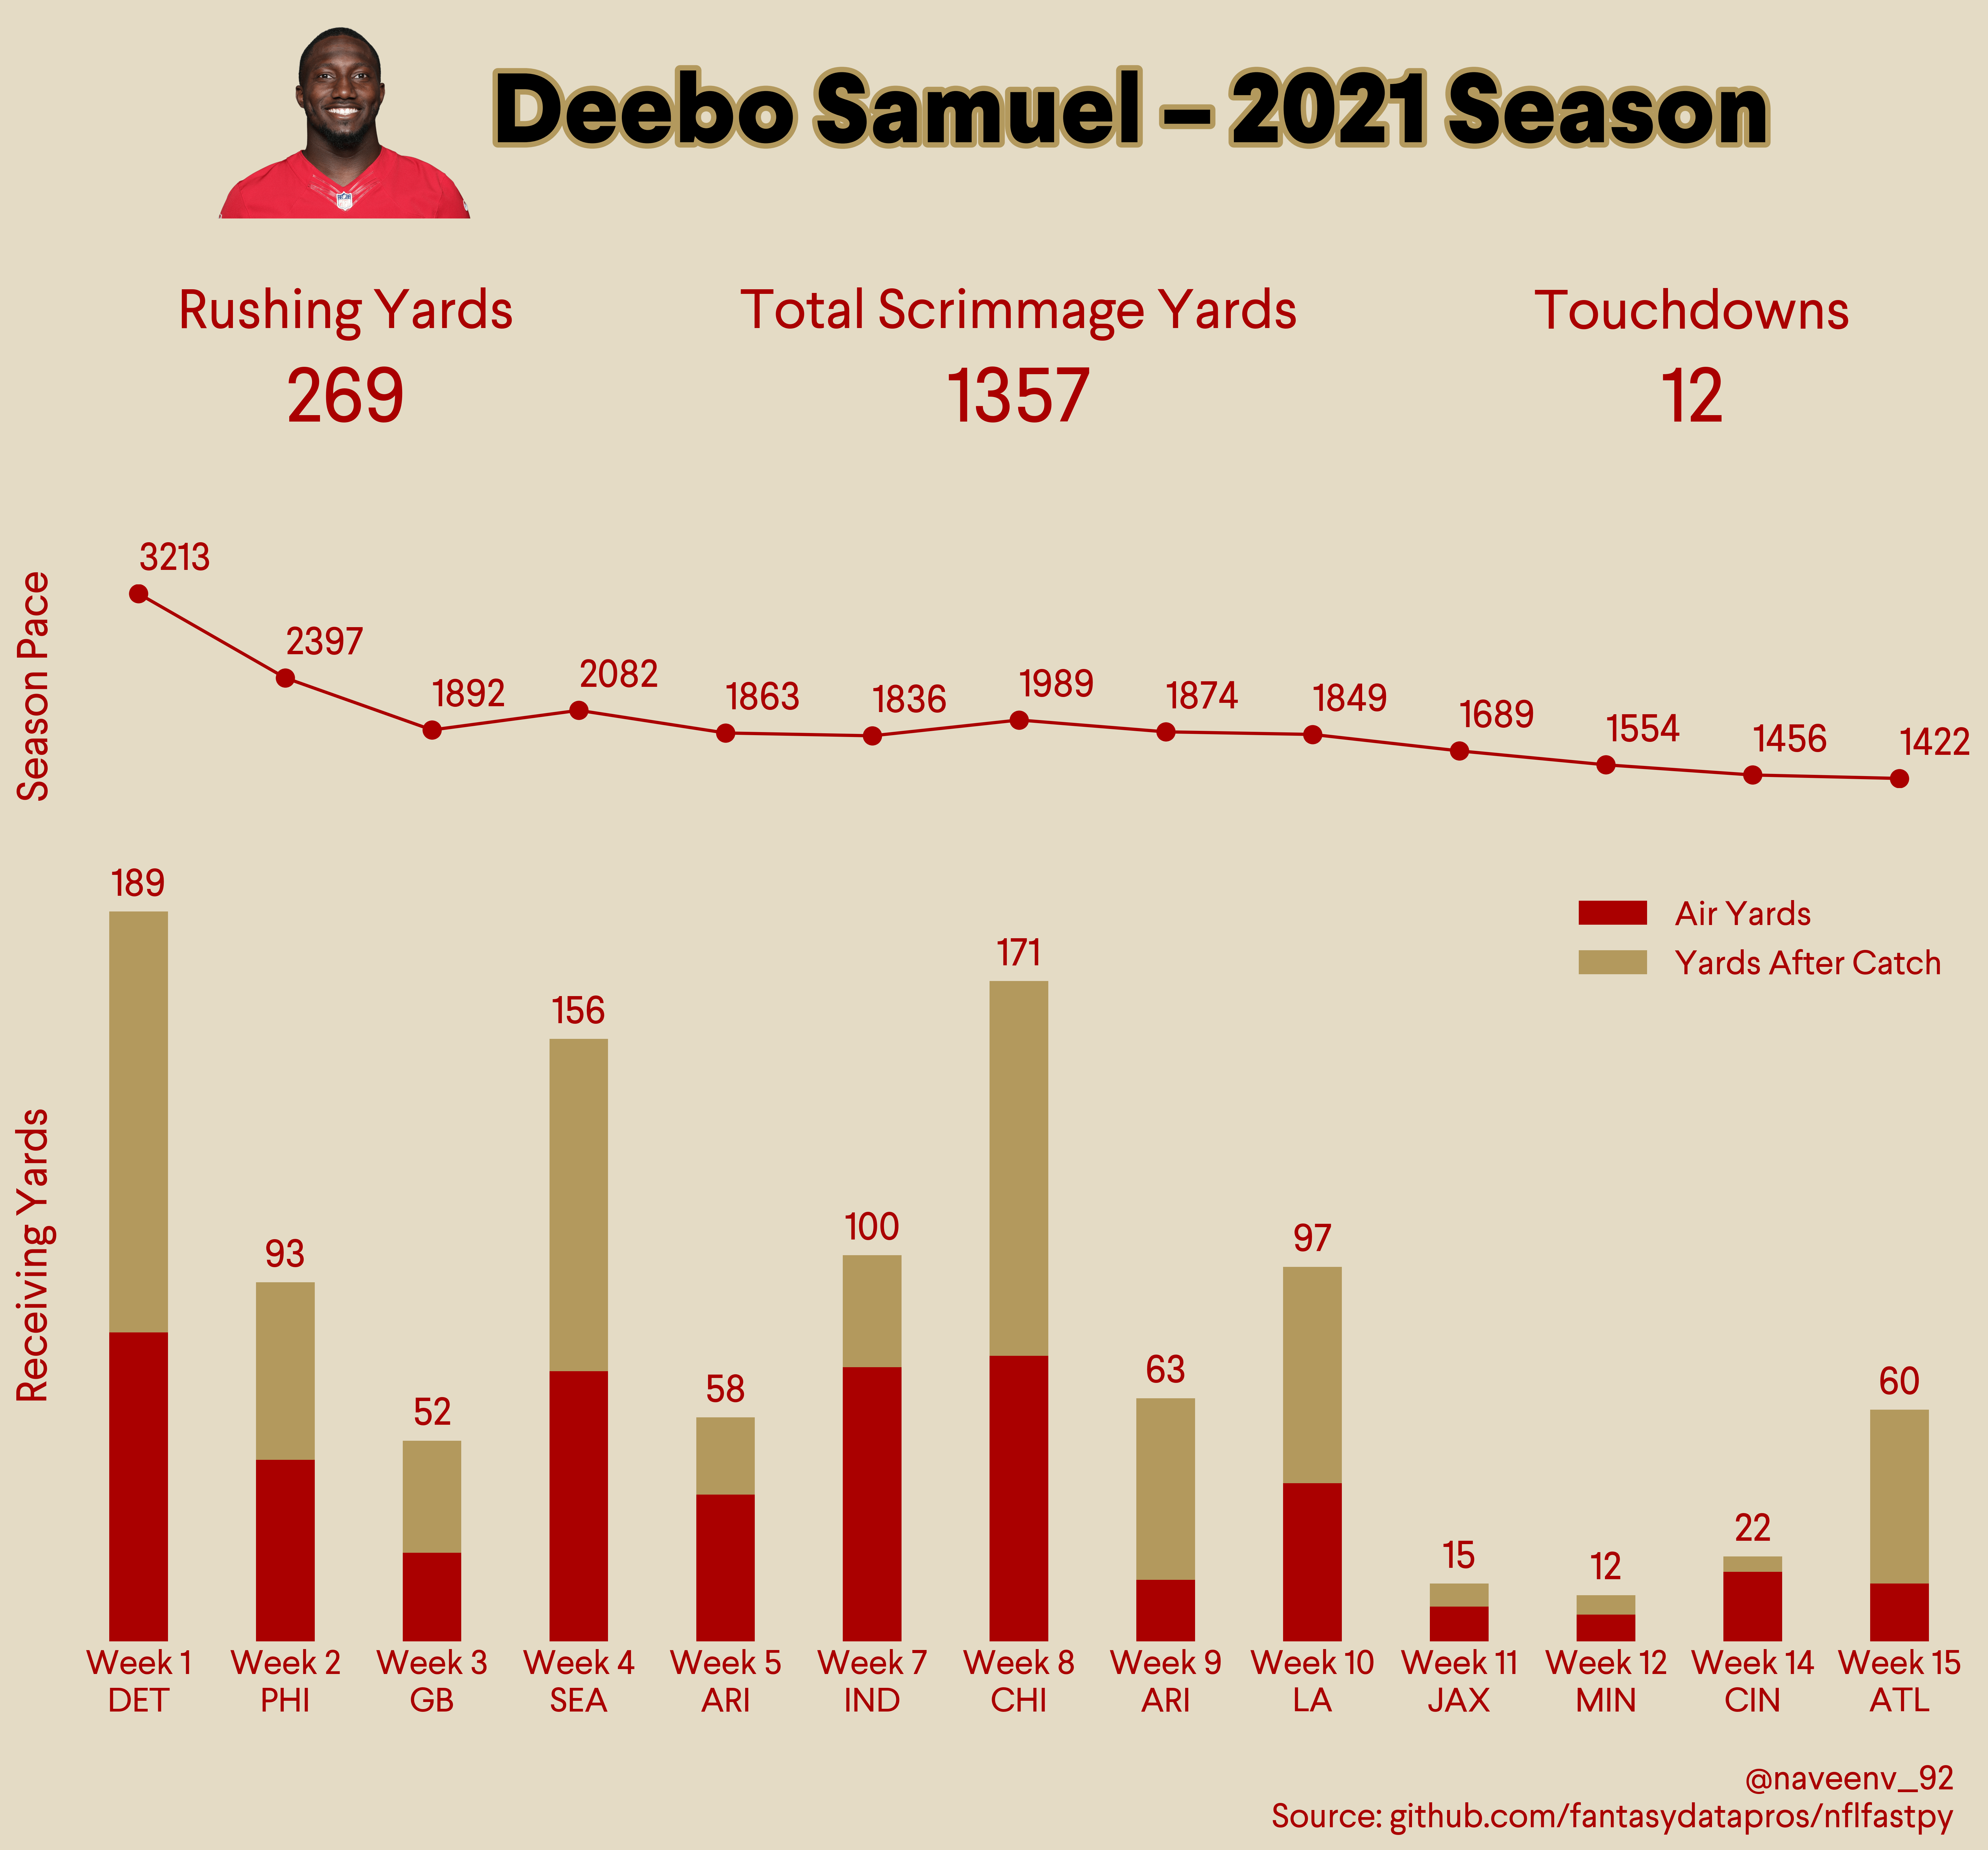 Deebo Samuel – 2021 Season
Rushing Yards
269
Total Scrimmage Yards
1357
Touchdowns
12
Season Pace
3213
2397
1892
2082
1863
1836
1989
1874
1849
1689
1554
1456
1422
Receiving Yards
Air Yards
Yards After Catch
189
93
52
156
58
100
171
63
97
15
12
22
60
Week 1
DET
Week 2
PHI
Week 3
GB
Week 4
SEA
Week 5
ARI
Week 7
IND
Week 8
CHI
Week 9
ARI
Week 10
LA
Week 11
JAX
Week 12
MIN
Week 14
CIN
Week 15
ATL
@naveenv_92
Source: github.com/fantasydatapros/nflfastpy